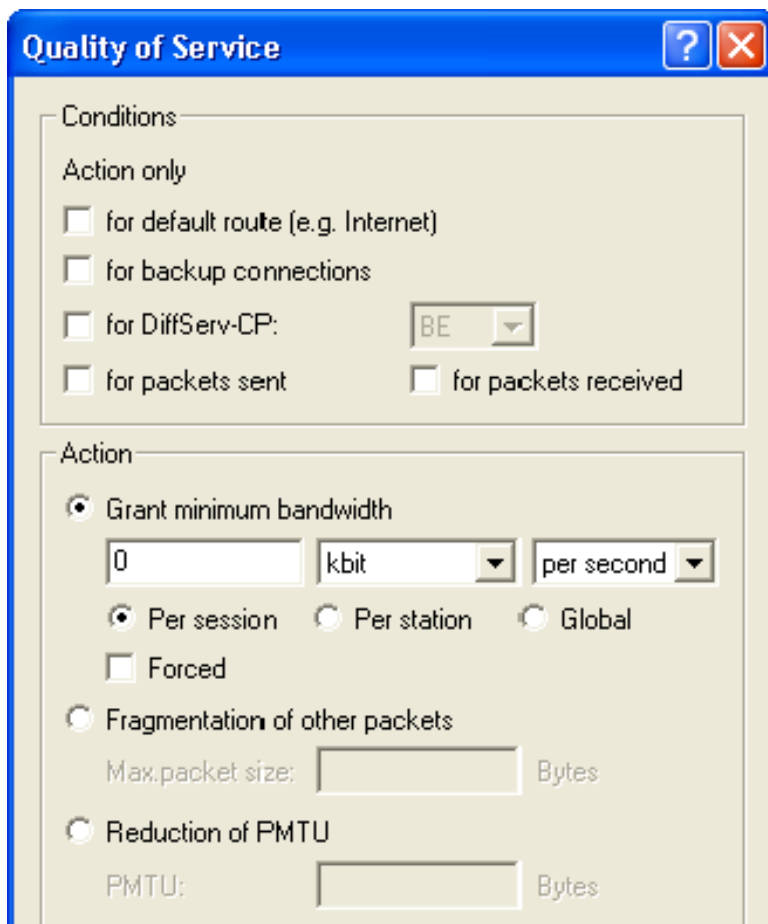 Quality of Service
Conditions
Action only
for default route (e.g. Internet)
for backup connections
for DiffServ-CP: BE
for packets sent for packets received
Action
Grant minimum bandwidth
0 kbit per second
Per session Per station Global
Forced
Fragmentation of other packets
Max.packet size: Bytes
Reduction of PMTU
PMTU: Bytes